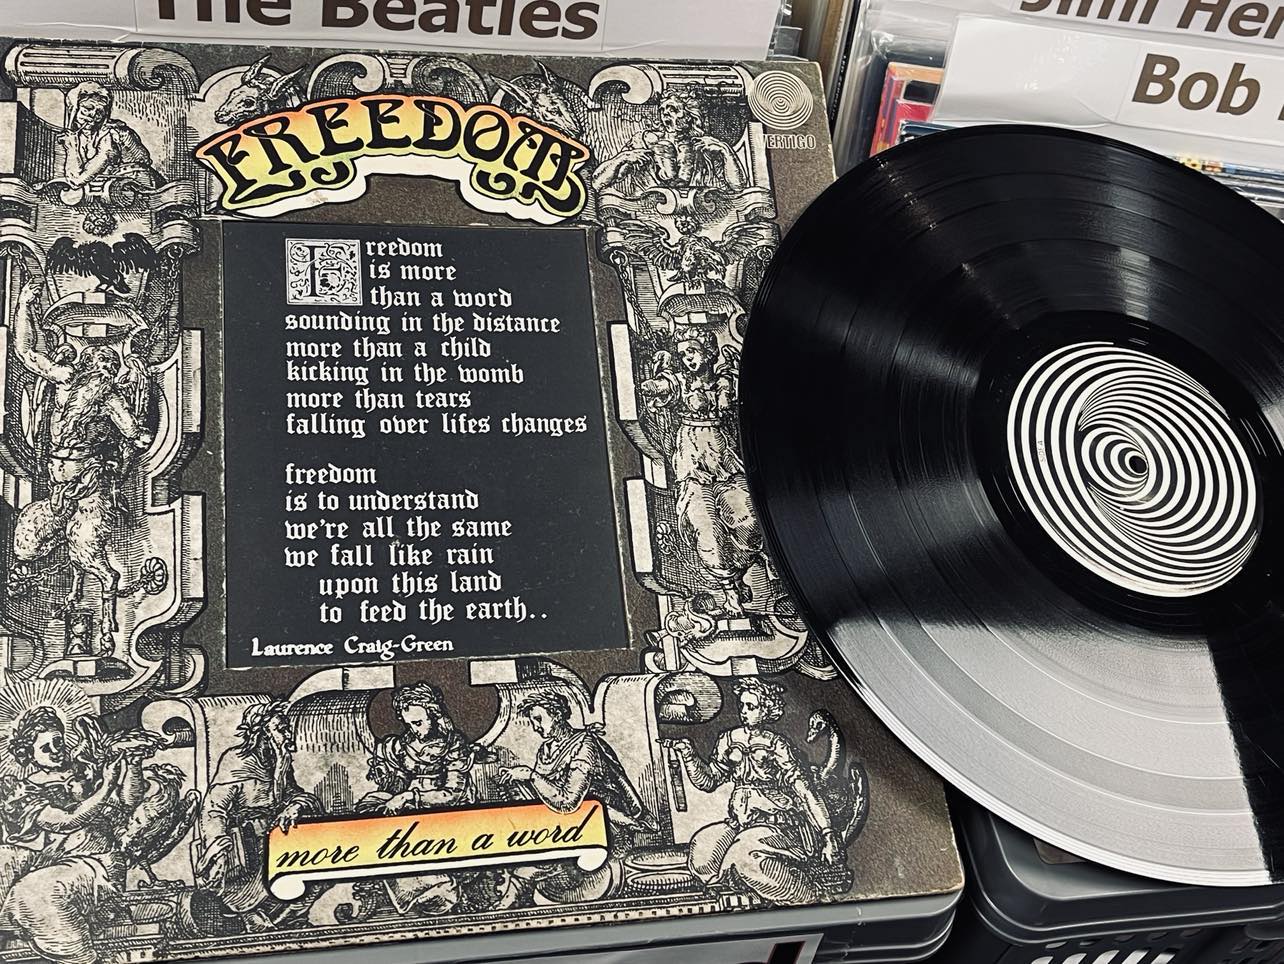 The Beatles
Jimi
Bob
FREEDOM
VERTIGO
Freedom
is more
than a word
sounding in the distance
more than a child
kicking in the womb
more than tears
falling over lifes changes
freedom
is to understand
we're all the same
we fall like rain
upon this land
to feed the earth..
Laurence Craig-Green
more than a word